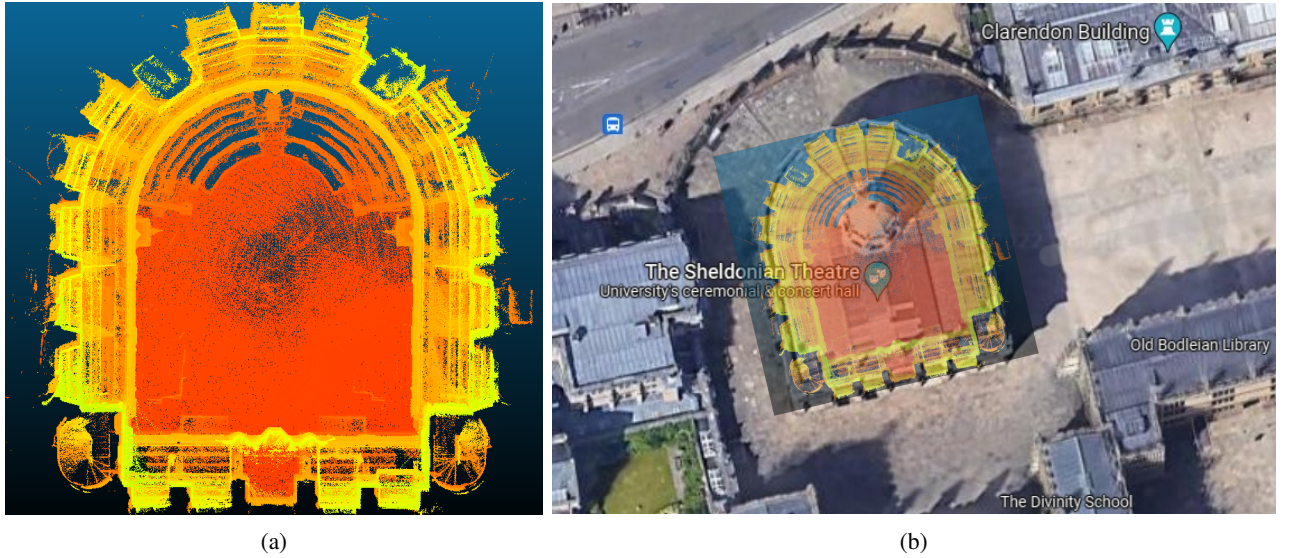 Clarendon Building
The Sheldonian Theatre
University's ceremonial & concert hall
Old Bodleian Library
The Divinity School
(a)
(b)